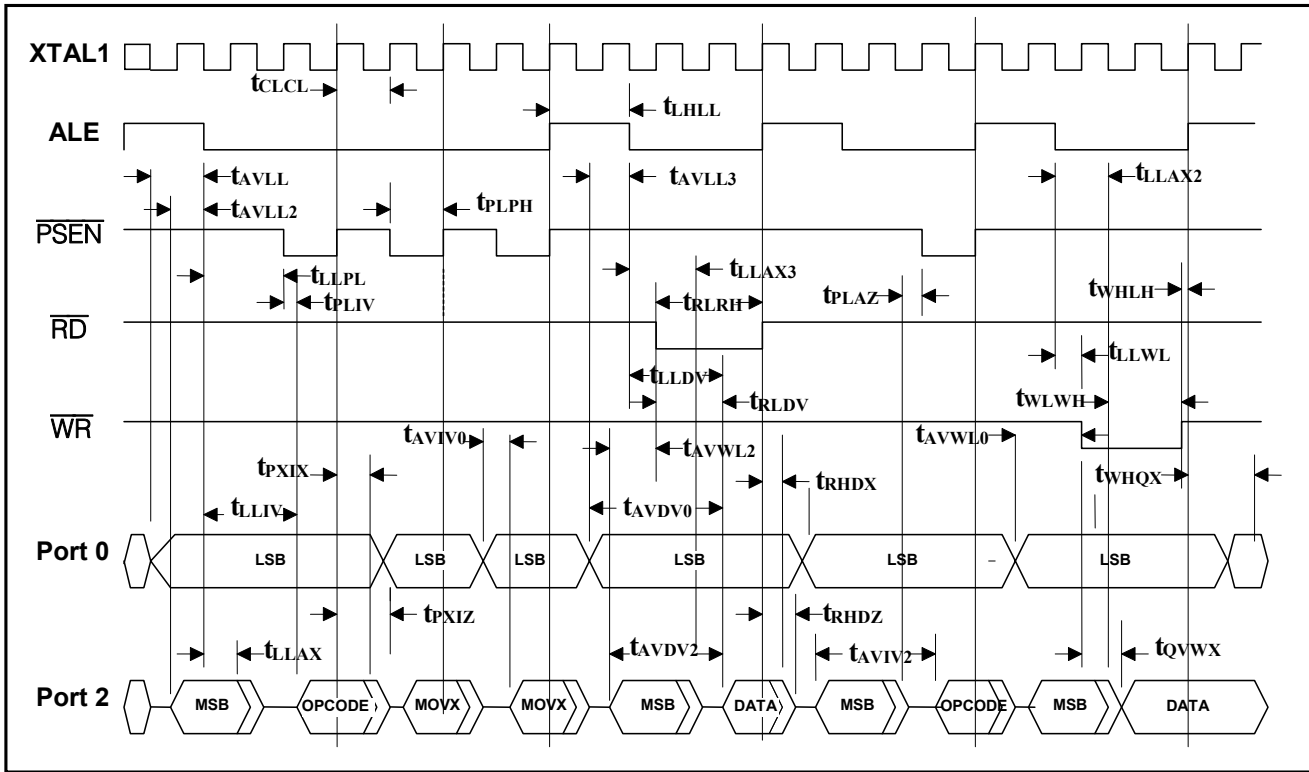 XTAL1
tCLCL
tLHLL
ALE
tAVLL
tAVLL3
tLLAX2
tAVLL2
tPLPH
PSEN
tLLPL
tLLAX3
tPLIV
tRLRH
tPLAZ
tWHLH
RD
tLLDV
tLLWL
tRLDV
tWLWH
WR
tAVIV0
tAVWL2
tAVWL0
tPXIX
tRHDX
tWHQX
tLLIV
tAVDV0
Port 0
LSB LSB LSB LSB LSB LSB
tPXIZ
tRHDZ
tLLAX
tAVDV2
tAVIV2
tQVWX
Port 2
MSB OPCODE MOVX MOVX MSB DATA MSB OPCODE MSB DATA